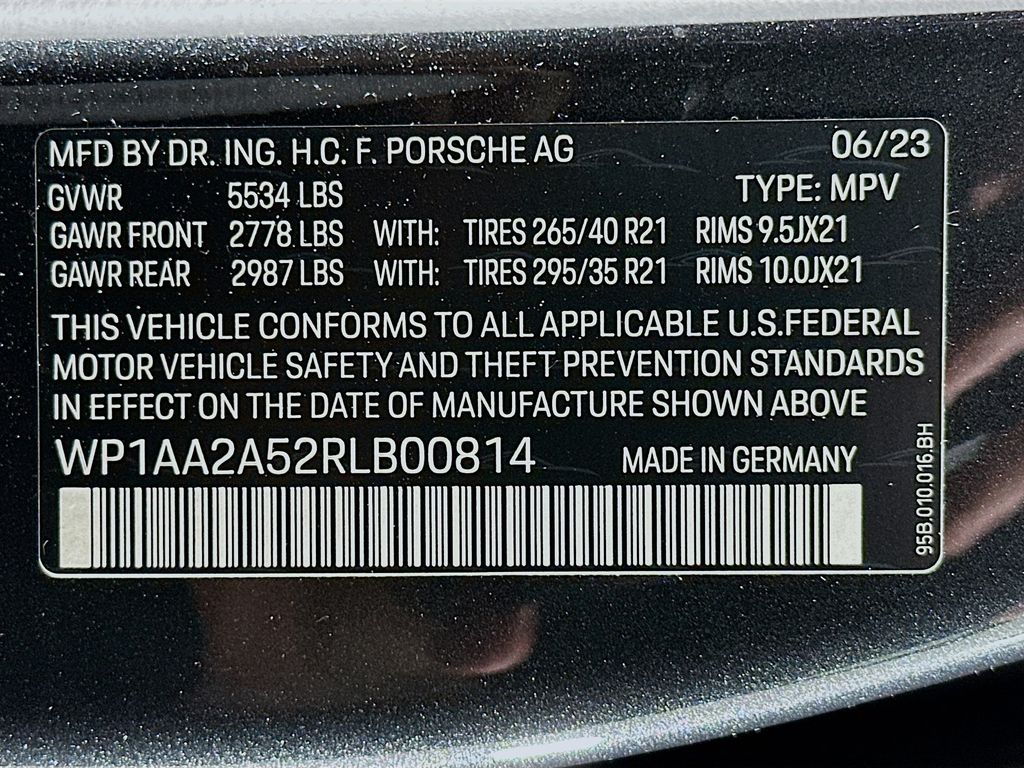 MFD BY DR. ING. H.C. F. PORSCHE AG 06/23
GVWR 5534 LBS TYPE: MPV
GAWR FRONT 2778 LBS WITH: TIRES 265/40 R21 RIMS 9.5JX21
GAWR REAR 2987 LBS WITH: TIRES 295/35 R21 RIMS 10.0JX21
THIS VEHICLE CONFORMS TO ALL APPLICABLE U.S.FEDERAL
MOTOR VEHICLE SAFETY AND THEFT PREVENTION STANDARDS
IN EFFECT ON THE DATE OF MANUFACTURE SHOWN ABOVE
WP1AA2A52RLB00814 MADE IN GERMANY
95B.010.016.BH